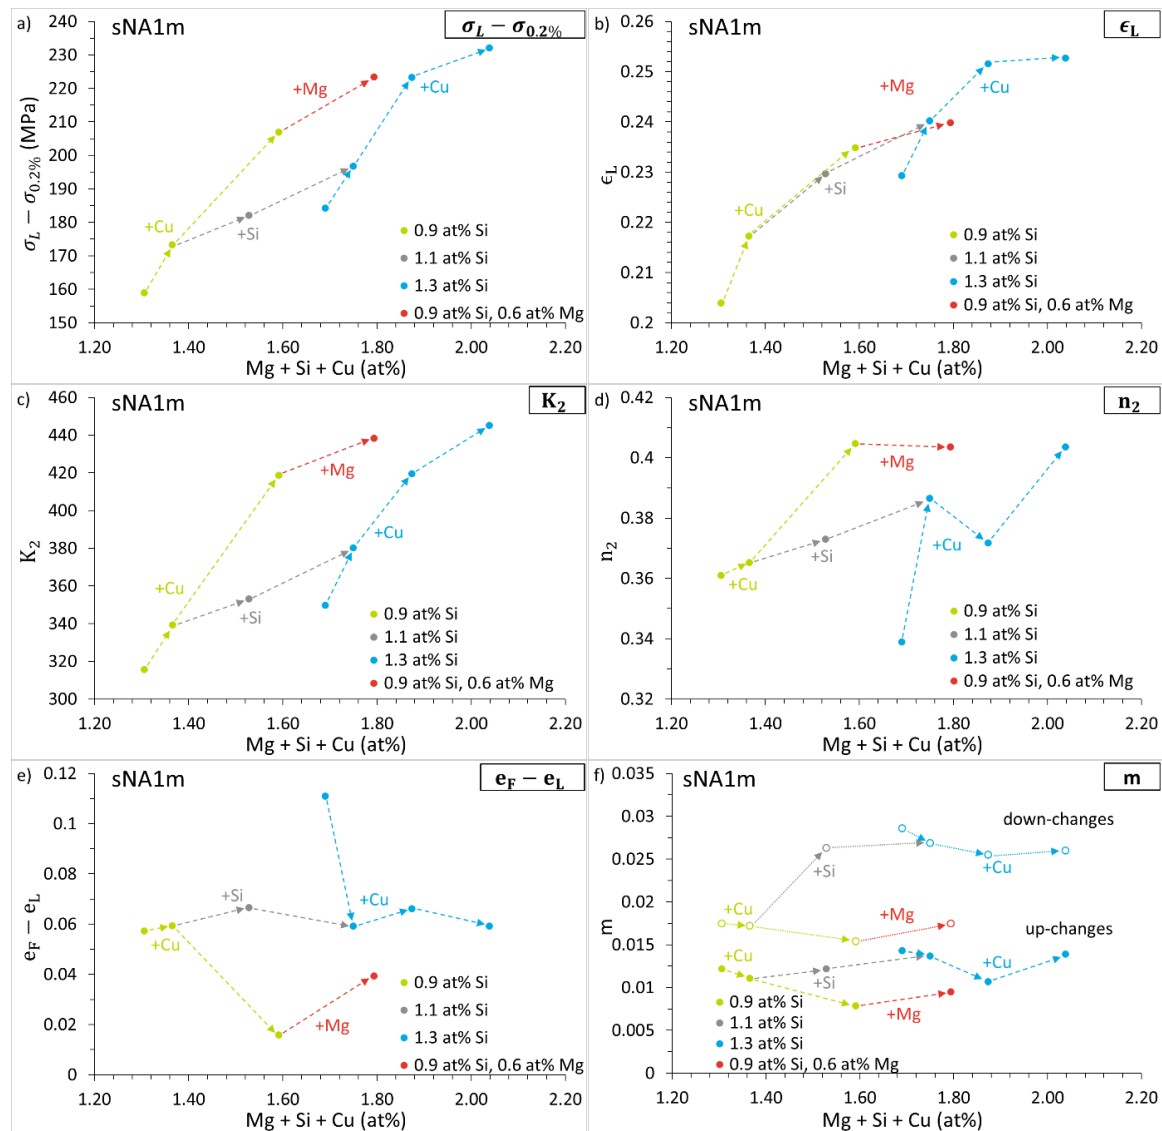 a)
sNA1m
σ_L − σ_0.2%
240
230
220
210
200
190
180
170
160
150
σ_L − σ_0.2% (MPa)
+Mg
+Cu
+Cu
+Si
0.9 at% Si
1.1 at% Si
1.3 at% Si
0.9 at% Si, 0.6 at% Mg
1.20
1.40
1.60
1.80
2.00
2.20
Mg + Si + Cu (at%)
b)
sNA1m
ϵ_L
0.26
0.25
0.24
0.23
0.22
0.21
0.2
ϵ_L
+Mg
+Cu
+Si
+Cu
0.9 at% Si
1.1 at% Si
1.3 at% Si
0.9 at% Si, 0.6 at% Mg
1.20
1.40
1.60
1.80
2.00
2.20
Mg + Si + Cu (at%)
c)
sNA1m
K₂
460
440
420
400
380
360
340
320
300
K₂
+Mg
+Cu
+Cu
+Si
0.9 at% Si
1.1 at% Si
1.3 at% Si
0.9 at% Si, 0.6 at% Mg
1.20
1.40
1.60
1.80
2.00
2.20
Mg + Si + Cu (at%)
d)
sNA1m
n₂
0.42
0.4
0.38
0.36
0.34
0.32
n₂
+Mg
+Si
+Cu
+Cu
0.9 at% Si
1.1 at% Si
1.3 at% Si
0.9 at% Si, 0.6 at% Mg
1.20
1.40
1.60
1.80
2.00
2.20
Mg + Si + Cu (at%)
e)
sNA1m
e_F − e_L
0.12
0.1
0.08
0.06
0.04
0.02
0
e_F − e_L
+Si
+Cu
+Cu
+Mg
0.9 at% Si
1.1 at% Si
1.3 at% Si
0.9 at% Si, 0.6 at% Mg
1.20
1.40
1.60
1.80
2.00
2.20
Mg + Si + Cu (at%)
f)
sNA1m
m
0.035
0.03
0.025
0.02
0.015
0.01
0.005
0
m
down-changes
+Si
+Cu
+Cu
+Mg
up-changes
+Cu
+Cu
+Si
+Mg
0.9 at% Si
1.1 at% Si
1.3 at% Si
0.9 at% Si, 0.6 at% Mg
1.20
1.40
1.60
1.80
2.00
2.20
Mg + Si + Cu (at%)